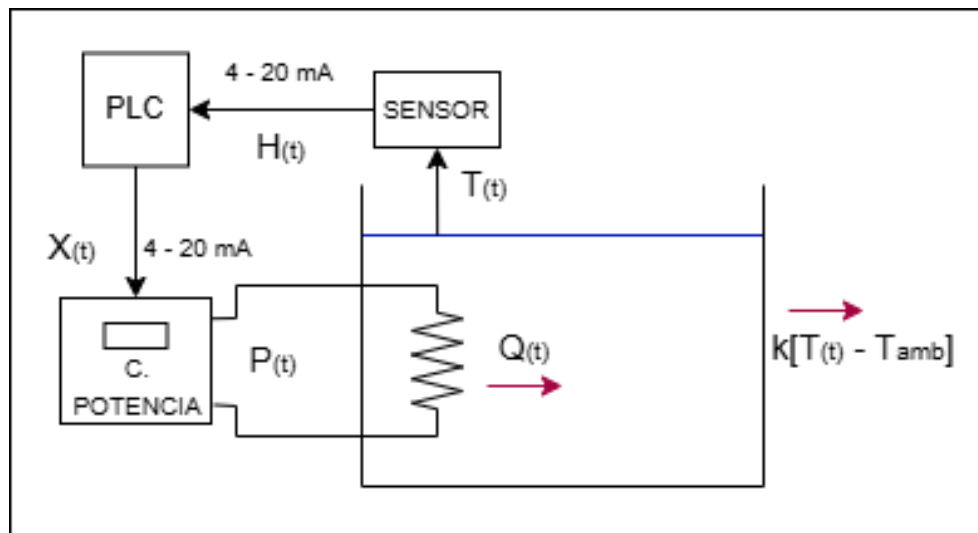 4 - 20 mA
PLC
SENSOR
H(t)
T(t)
X(t)
4 - 20 mA
C.
POTENCIA
P(t)
Q(t)
k[T(t) - Tamb]